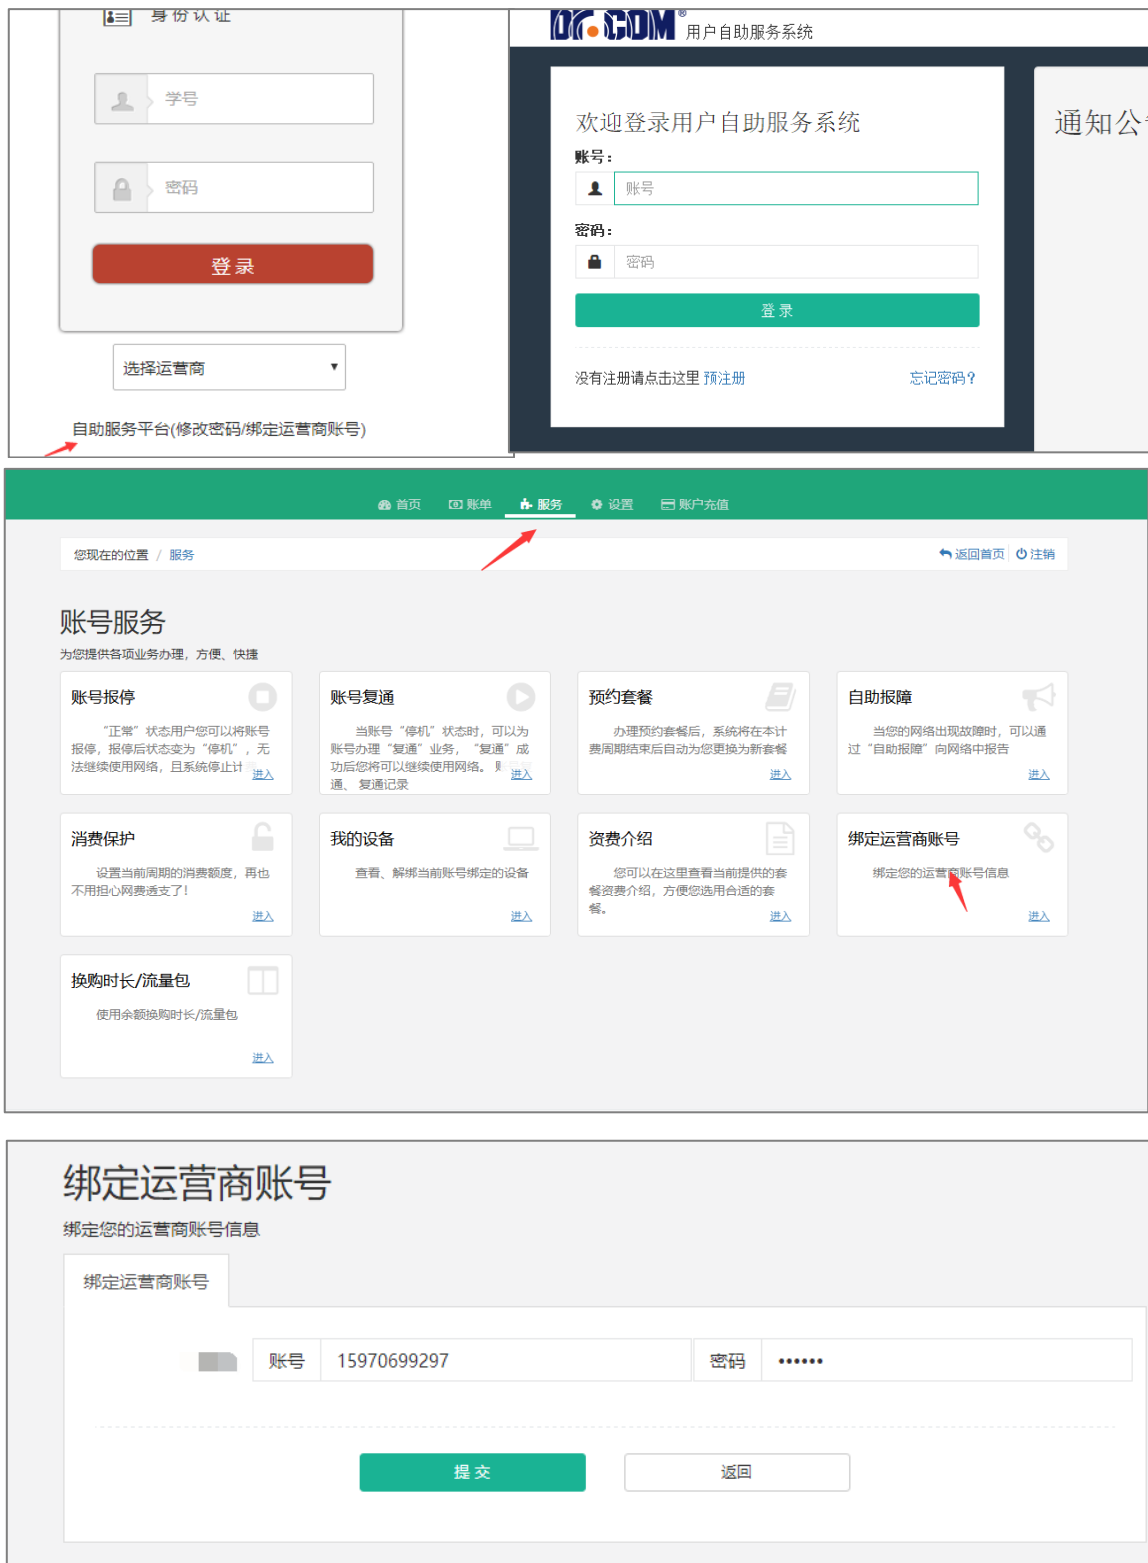 身份认证
学号
密码
登录
选择运营商
自助服务平台(修改密码/绑定运营商账号)
Dr.COM® 用户自助服务系统
欢迎登录用户自助服务系统
账号：
账号
密码：
密码
登 录
没有注册请点击这里 预注册
忘记密码？
通知公
首页 账单 服务 设置 账户充值
您现在的位置 / 服务
返回首页 注销
账号服务
为您提供各项业务办理，方便、快捷
账号报停
“正常”状态用户您可以将账号
报停，报停后状态变为“停机”，无
法继续使用网络，且系统停止计
进入
账号复通
当账号“停机”状态时，可以为
账号办理“复通”业务，“复通”成
功后您将可以继续使用网络。
通、复通记录
进入
预约套餐
办理预约套餐后，系统将在本计
费周期结束后自动为您更换为新套餐
进入
自助报障
当您的网络出现故障时，可以通
过“自助报障”向网络中报告
进入
消费保护
设置当前周期的消费额度，再也
不用担心网费透支了！
进入
我的设备
查看、解绑当前账号绑定的设备
进入
资费介绍
您可以在这里查看当前提供的套
餐资费介绍，方便您选用合适的套
餐。
进入
绑定运营商账号
绑定您的运营商账号信息
进入
换购时长/流量包
使用余额换购时长/流量包
进入
绑定运营商账号
绑定您的运营商账号信息
绑定运营商账号
账号 15970699297 密码 ••••••
提 交 返回